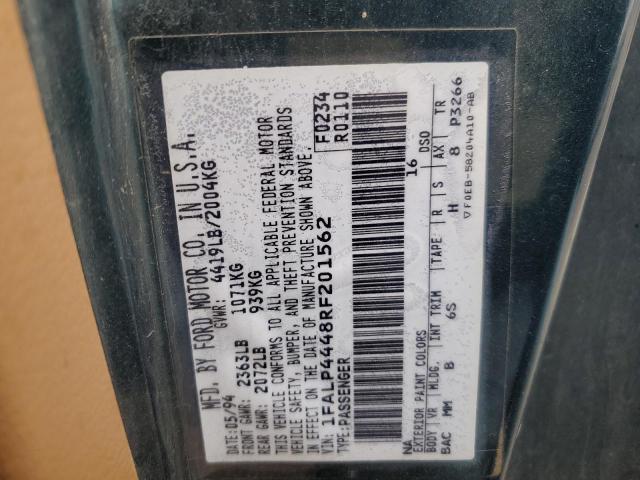 MFD. BY FORD MOTOR CO. IN U.S.A.
DATE: 05/94 GVWR: 4419LB/2004KG
FRONT GAWR: 2363LB 1071KG
REAR GAWR: 2072LB 939KG
THIS VEHICLE CONFORMS TO ALL APPLICABLE FEDERAL MOTOR
VEHICLE SAFETY, BUMPER, AND THEFT PREVENTION STANDARDS
IN EFFECT ON THE DATE OF MANUFACTURE SHOWN ABOVE.
VIN: 1FALP4448RF201562 F0234
TYPE: PASSENGER R0110
NA 16 DSO
EXTERIOR PAINT COLORS
BODY VR MLDG. INT TRIM TAPE R S AX TR
BAC MM B 6S H 8 P3266
▽F0EB-58204A10-AB